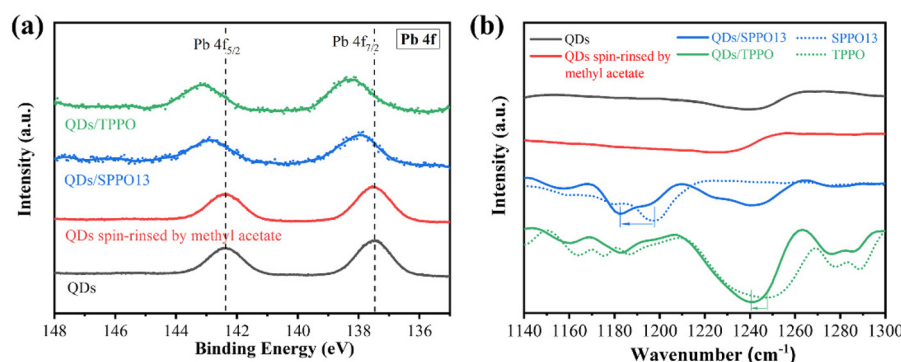 (a)
Pb 4f5/2
Pb 4f7/2
Pb 4f
QDs/TPPO
QDs/SPPO13
QDs spin-rinsed by methyl acetate
QDs
Intensity (a.u.)
148 146 144 142 140 138 136
Binding Energy (eV)
(b)
QDs
QDs/SPPO13
SPPO13
QDs spin-rinsed by
methyl acetate
QDs/TPPO
TPPO
Intensity (a.u.)
1140 1160 1180 1200 1220 1240 1260 1280 1300
Wavenumber (cm-1)